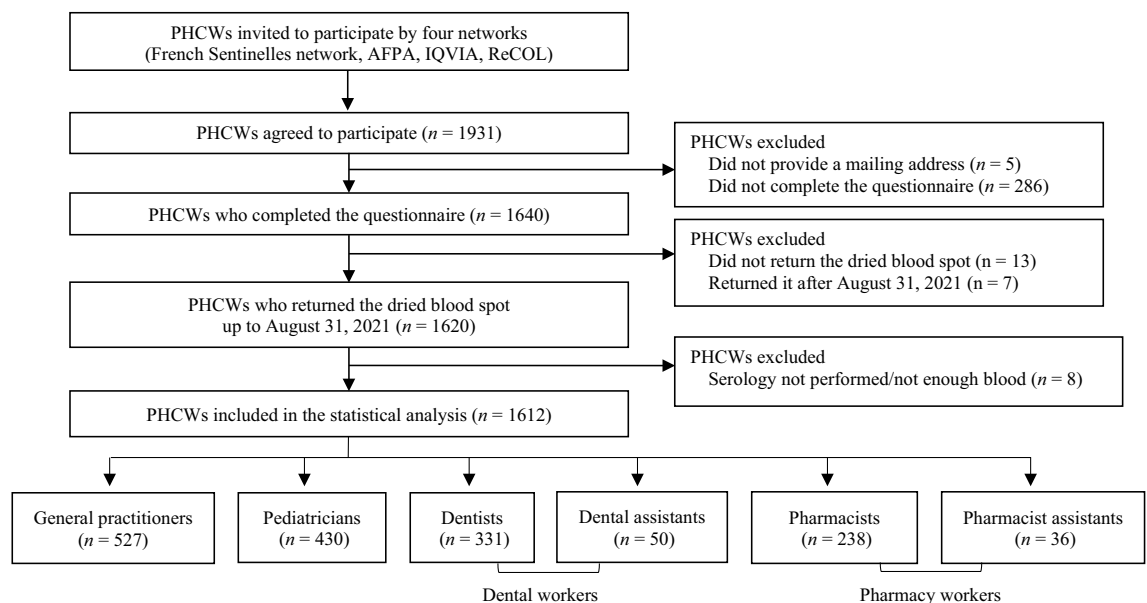 PHCWs invited to participate by four networks
(French Sentinelles network, AFPA, IQVIA, ReCOL)
PHCWs agreed to participate (n = 1931)
PHCWs excluded
Did not provide a mailing address (n = 5)
Did not complete the questionnaire (n = 286)
PHCWs who completed the questionnaire (n = 1640)
PHCWs excluded
Did not return the dried blood spot (n = 13)
Returned it after August 31, 2021 (n = 7)
PHCWs who returned the dried blood spot
up to August 31, 2021 (n = 1620)
PHCWs excluded
Serology not performed/not enough blood (n = 8)
PHCWs included in the statistical analysis (n = 1612)
General practitioners
(n = 527)
Pediatricians
(n = 430)
Dentists
(n = 331)
Dental assistants
(n = 50)
Pharmacists
(n = 238)
Pharmacist assistants
(n = 36)
Dental workers
Pharmacy workers